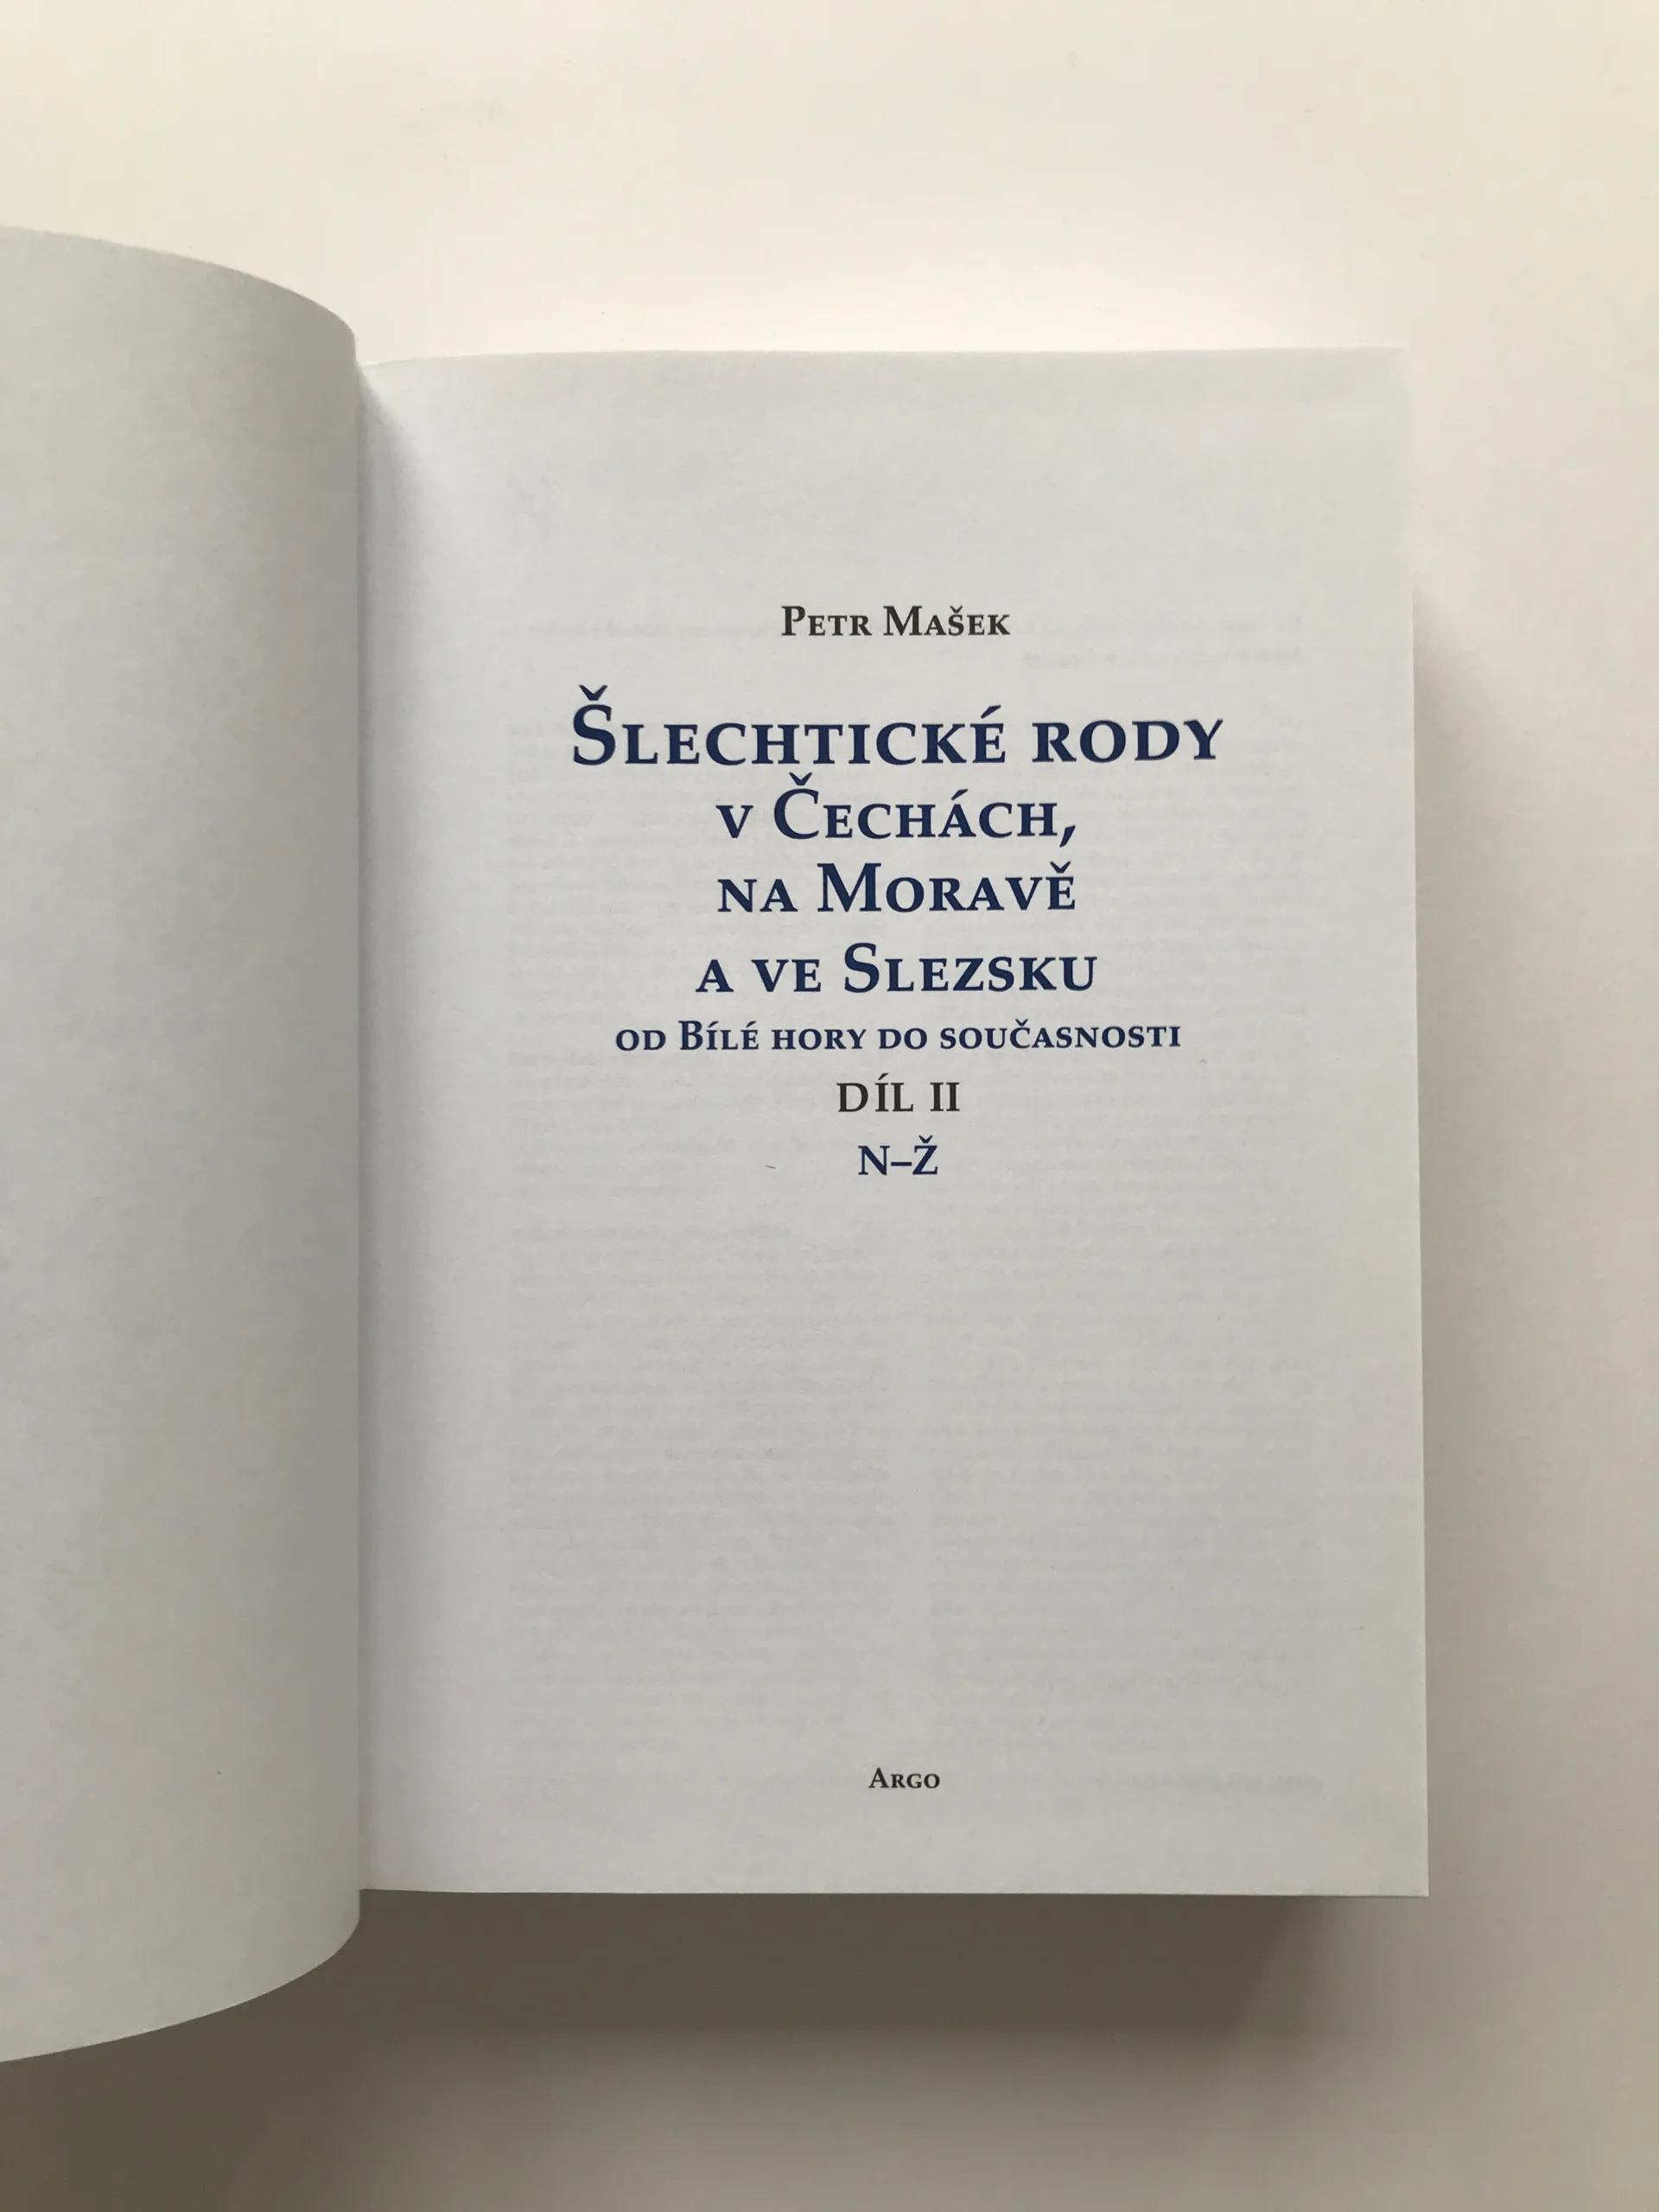 Petr Mašek
Šlechtické rody
v Čechách,
na Moravě
a ve Slezsku
od Bílé hory do současnosti
DÍL II
N–Ž
Argo